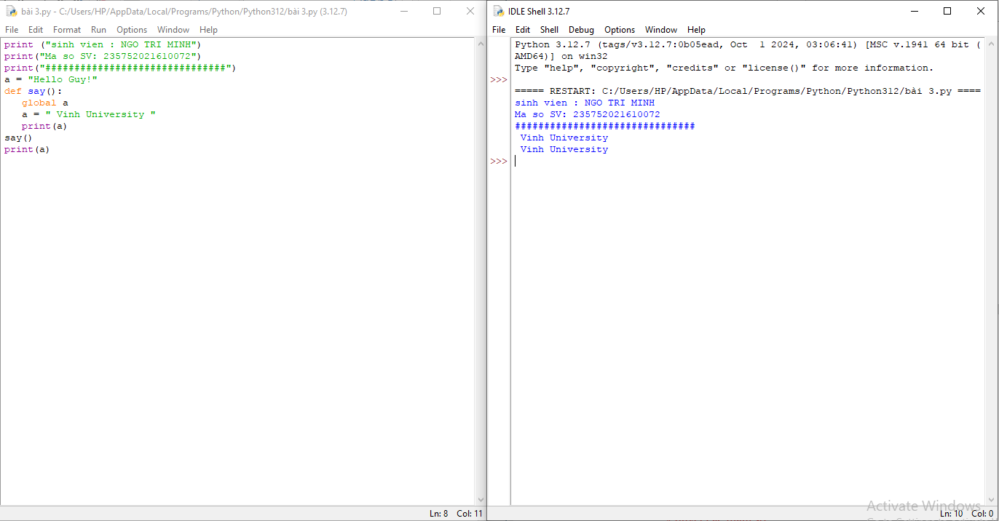 bài 3.py - C:/Users/HP/AppData/Local/Programs/Python/Python312/bài 3.py (3.12.7)
File Edit Format Run Options Window Help
print ("sinh vien : NGO TRI MINH")
print("Ma so SV: 235752021610072")
print("###############################")
a = "Hello Guy!"
def say():
   global a
   a = " Vinh University "
   print(a)
say()
print(a)
Ln: 8 Col: 11
IDLE Shell 3.12.7
File Edit Shell Debug Options Window Help
Python 3.12.7 (tags/v3.12.7:0b05ead, Oct  1 2024, 03:06:41) [MSC v.1941 64 bit (
AMD64)] on win32
Type "help", "copyright", "credits" or "license()" for more information.
>>>
===== RESTART: C:/Users/HP/AppData/Local/Programs/Python/Python312/bài 3.py ====
sinh vien : NGO TRI MINH
Ma so SV: 235752021610072
###############################
 Vinh University
 Vinh University
>>>
Activate Windows
Ln: 10 Col: 0